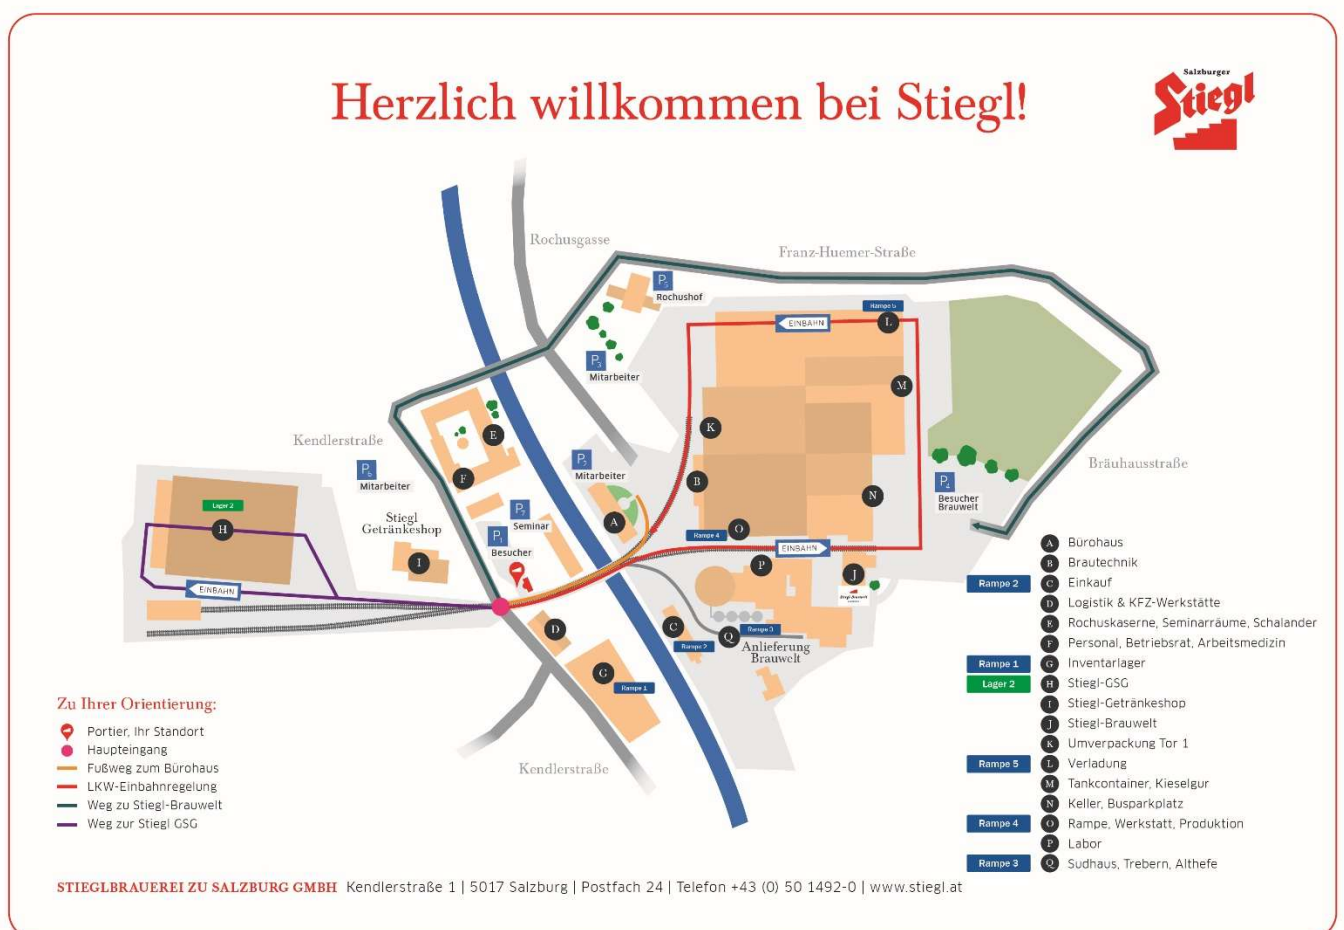 Herzlich willkommen bei Stiegl!
Salzburger
Stiegl
Rochusgasse
Franz-Huemer-Straße
P5
Rochushof
Rampe 5
EINBAHN
L
P3
Mitarbeiter
M
Kendlerstraße
E
K
Bräuhausstraße
P6
Mitarbeiter
F
Mitarbeiter
B
P4
Besucher
Brauwelt
N
Lager 2
H
Stiegl
Getränkeshop
Seminar
P1
Besucher
A
Rampe 4
O
EINBAHN
I
P
J
EINBAHN
D
C
Rampe 2
Q
Rampe 3
Anlieferung
Brauwelt
G
Rampe 1
Kendlerstraße
Zu Ihrer Orientierung:
Portier, Ihr Standort
Haupteingang
Fußweg zum Bürohaus
LKW-Einbahnregelung
Weg zu Stiegl-Brauwelt
Weg zur Stiegl GSG
A Bürohaus
B Brautechnik
Rampe 2 C Einkauf
D Logistik & KFZ-Werkstätte
E Rochuskaserne, Seminarräume, Schalander
F Personal, Betriebsrat, Arbeitsmedizin
Rampe 1 G Inventarlager
Lager 2 H Stiegl-GSG
I Stiegl-Getränkeshop
J Stiegl-Brauwelt
K Umverpackung Tor 1
Rampe 5 L Verladung
M Tankcontainer, Kieselgur
N Keller, Busparkplatz
Rampe 4 O Rampe, Werkstatt, Produktion
P Labor
Rampe 3 Q Sudhaus, Trebern, Althefe
STIEGLBRAUEREI ZU SALZBURG GMBH Kendlerstraße 1 | 5017 Salzburg | Postfach 24 | Telefon +43 (0) 50 1492-0 | www.stiegl.at